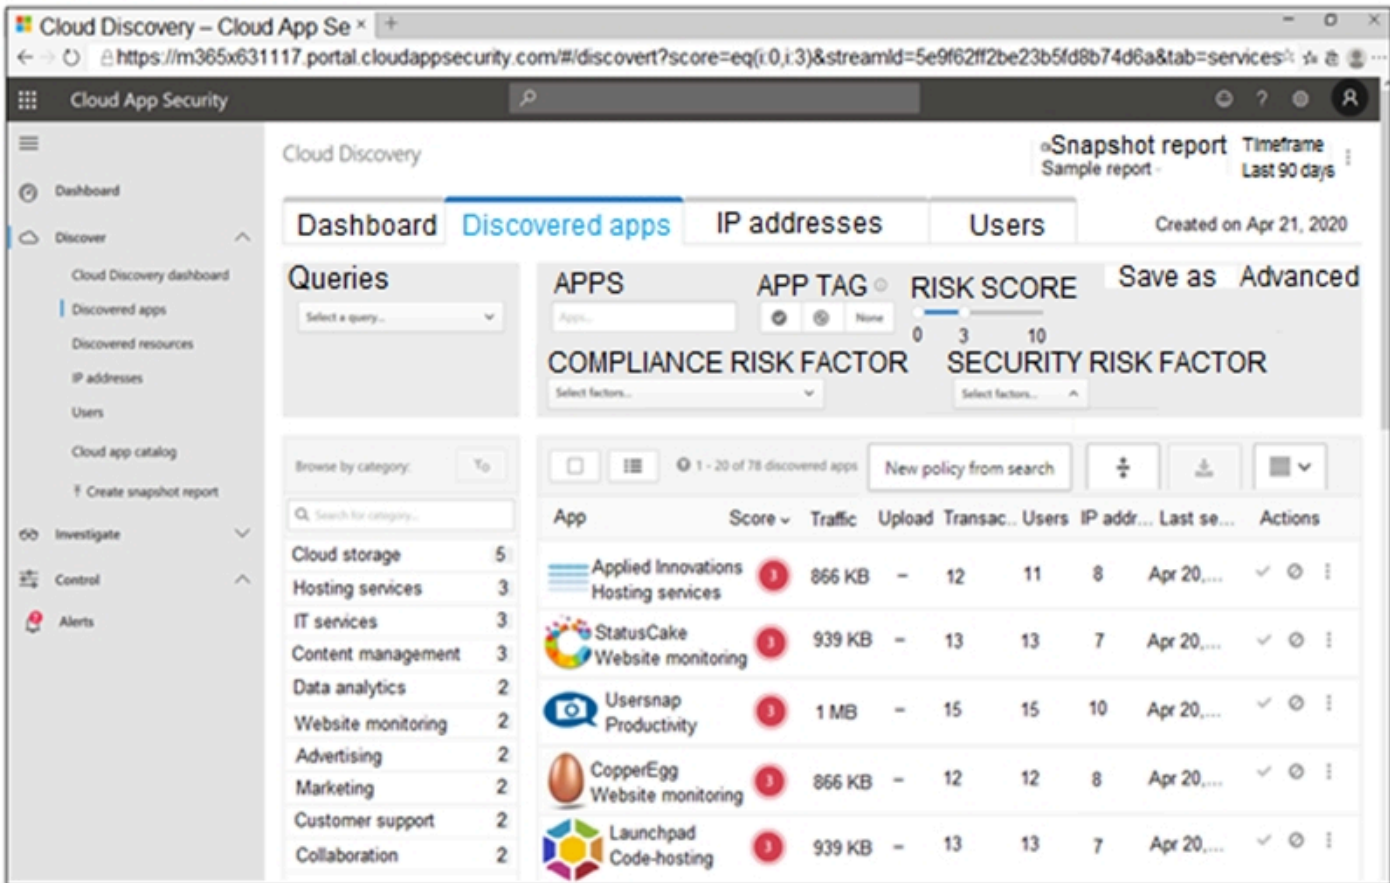 Cloud Discovery – Cloud App Se × +
https://m365x631117.portal.cloudappsecurity.com/#/discovert?score=eq(i:0,i:3)&streamId=5e9f62ff2be23b5fd8b74d6a&tab=services
Cloud App Security
?
Dashboard
Discover
Cloud Discovery dashboard
Discovered apps
Discovered resources
IP addresses
Users
Cloud app catalog
Create snapshot report
Investigate
Control
Alerts
Cloud Discovery
Snapshot report
Sample report
Timeframe
Last 90 days
Dashboard Discovered apps IP addresses Users
Created on Apr 21, 2020
Queries
Select a query...
APPS
Apps...
APP TAG
None
RISK SCORE
0 3 10
Save as Advanced
COMPLIANCE RISK FACTOR
Select factors...
SECURITY RISK FACTOR
Select factors...
Browse by category:
Search for category...
Cloud storage 5
Hosting services 3
IT services 3
Content management 3
Data analytics 2
Website monitoring 2
Advertising 2
Marketing 2
Customer support 2
Collaboration 2
1 - 20 of 78 discovered apps
New policy from search
App Score Traffic Upload Transac... Users IP addr... Last se... Actions
Applied Innovations
Hosting services
3 866 KB – 12 11 8 Apr 20,...
StatusCake
Website monitoring
3 939 KB – 13 13 7 Apr 20,...
Usersnap
Productivity
3 1 MB – 15 15 10 Apr 20,...
CopperEgg
Website monitoring
3 866 KB – 12 12 8 Apr 20,...
Launchpad
Code-hosting
3 939 KB – 13 13 7 Apr 20,...